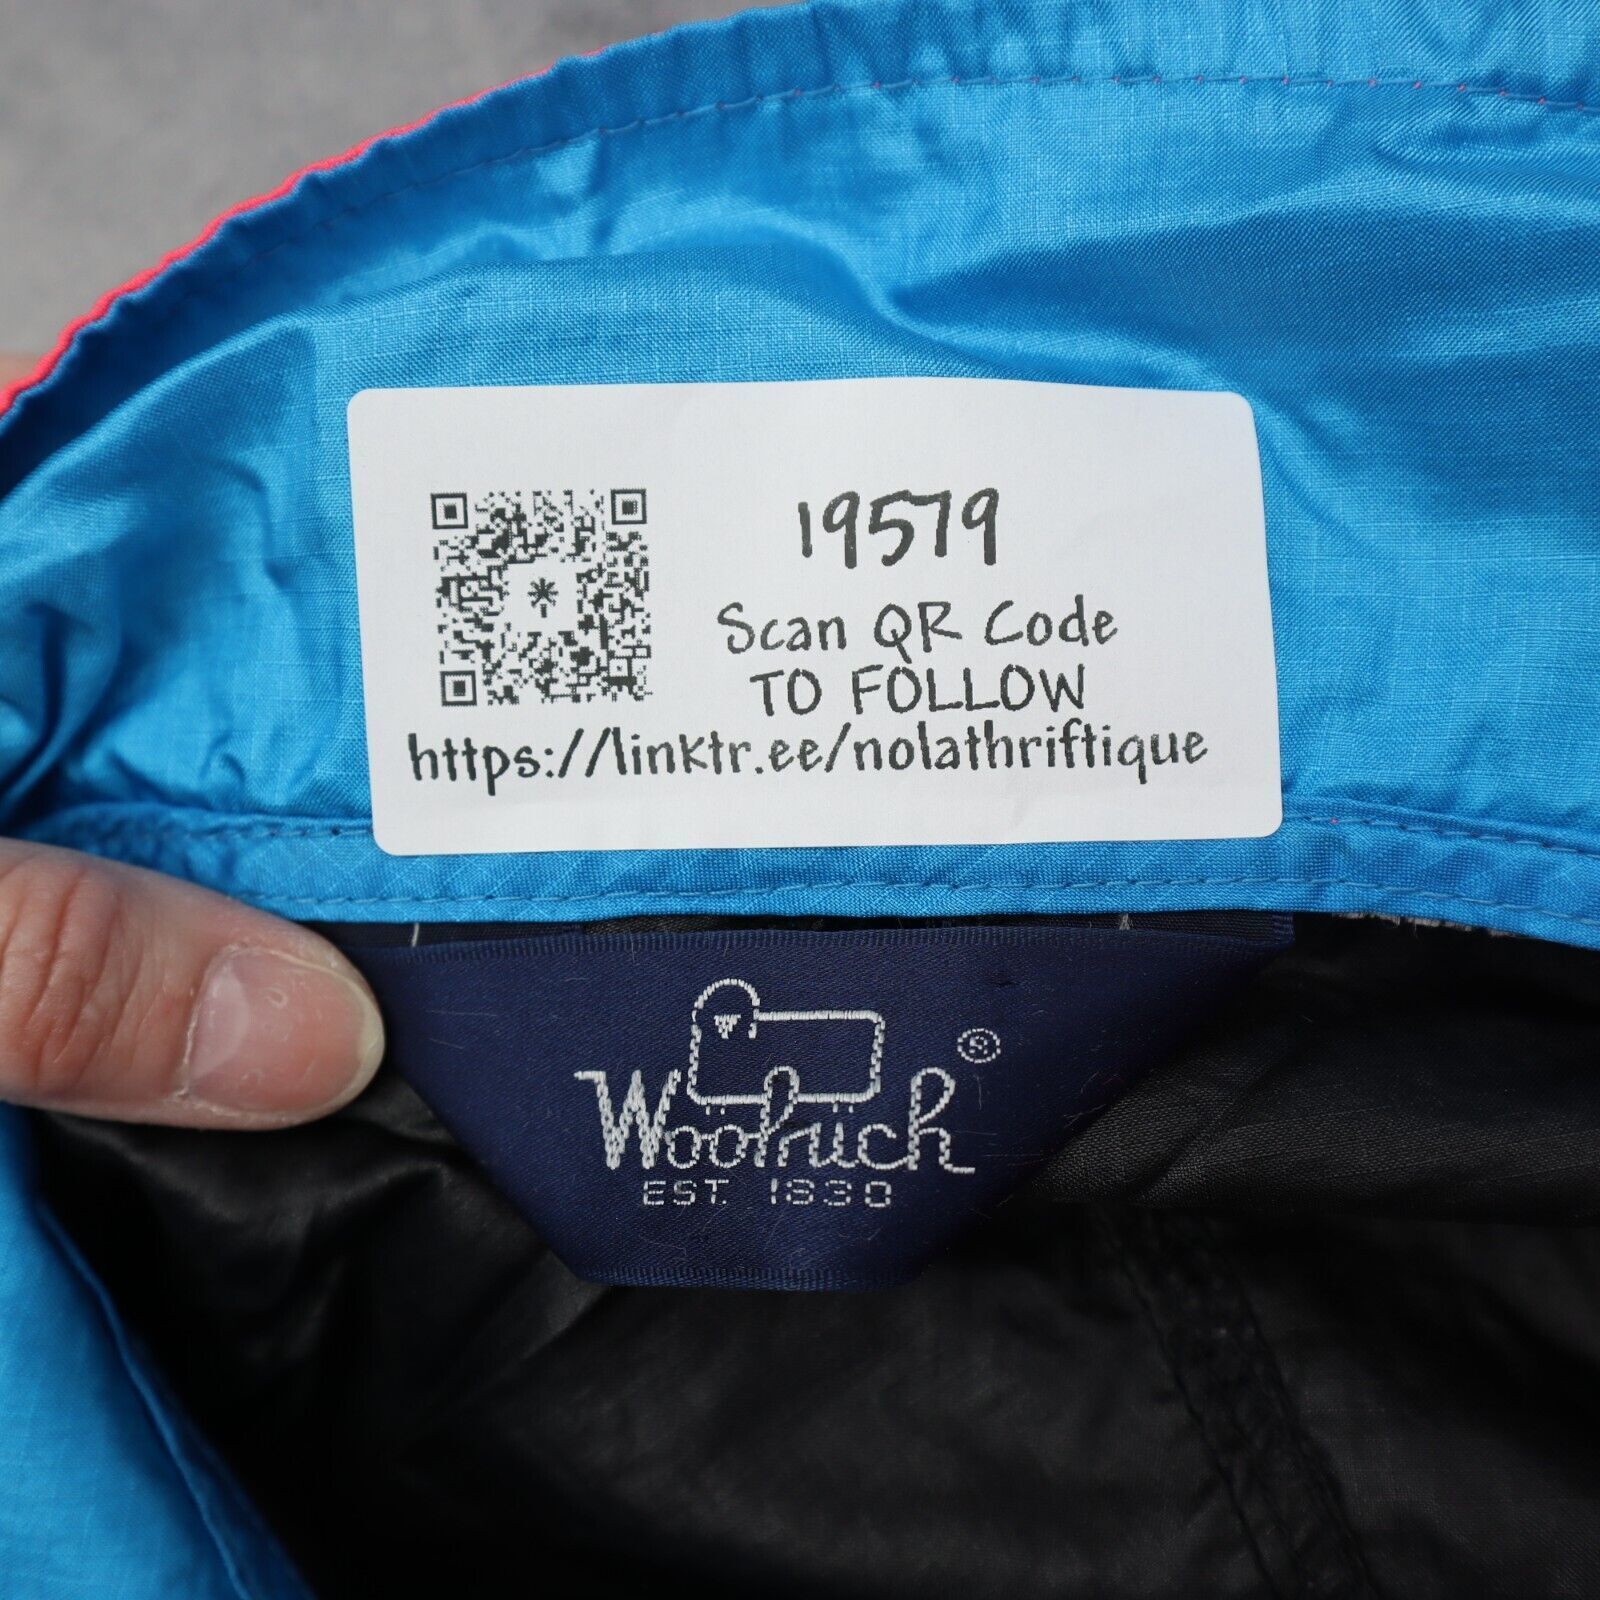 19579
Scan QR Code
TO FOLLOW
https://linktr.ee/nolathriftique
Woolrich ®
EST. 1830